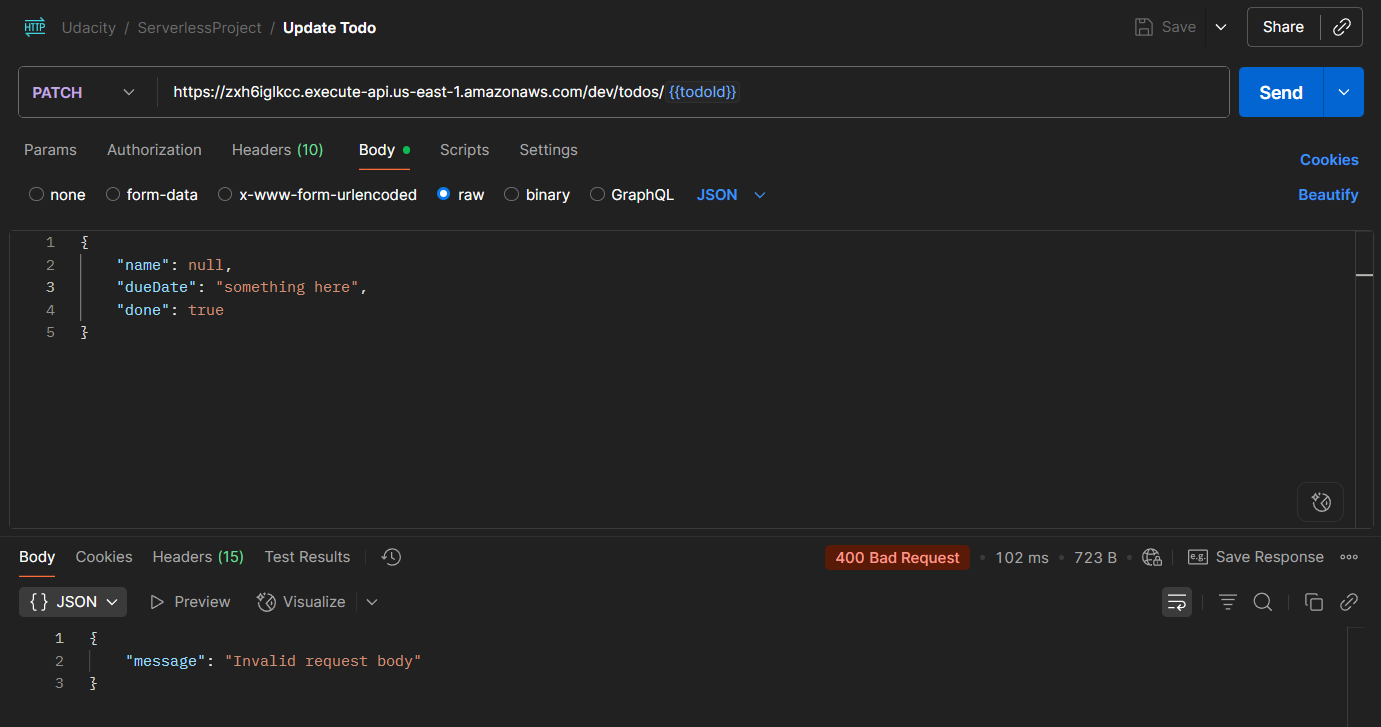 HTTP Udacity / ServerlessProject / Update Todo Save Share
PATCH https://zxh6iglkcc.execute-api.us-east-1.amazonaws.com/dev/todos/ {{todoId}} Send
Params Authorization Headers (10) Body Scripts Settings Cookies
none form-data x-www-form-urlencoded raw binary GraphQL JSON Beautify
1 {
2 "name": null,
3 "dueDate": "something here",
4 "done": true
5 }
Body Cookies Headers (15) Test Results 400 Bad Request 102 ms 723 B e.g. Save Response
{} JSON Preview Visualize
1 {
2 "message": "Invalid request body"
3 }